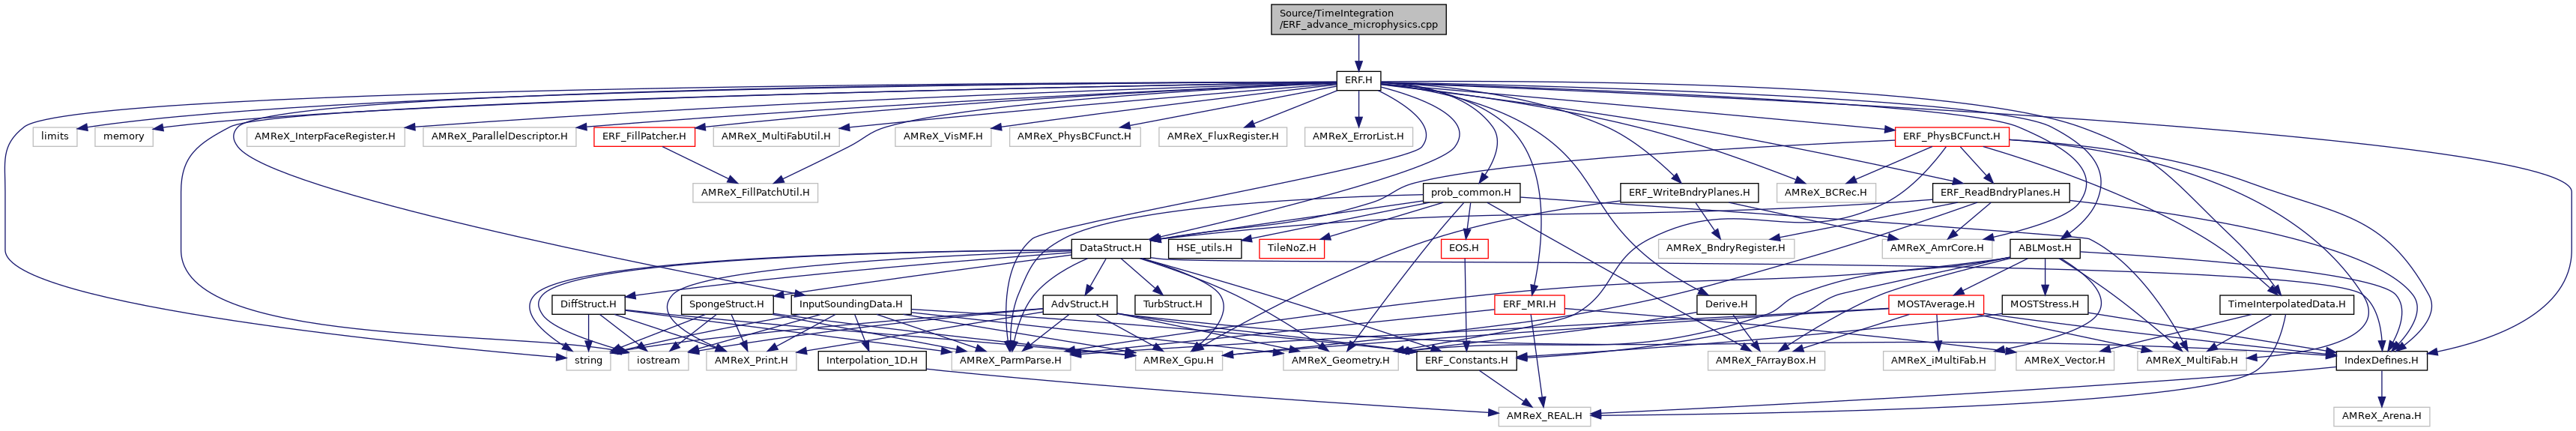 Source/TimeIntegration
/ERF_advance_microphysics.cpp
ERF.H
limits
memory
AMReX_InterpFaceRegister.H
AMReX_ParallelDescriptor.H
ERF_FillPatcher.H
AMReX_MultiFabUtil.H
AMReX_VisMF.H
AMReX_PhysBCFunct.H
AMReX_FluxRegister.H
AMReX_ErrorList.H
ERF_PhysBCFunct.H
AMReX_FillPatchUtil.H
prob_common.H
ERF_WriteBndryPlanes.H
AMReX_BCRec.H
ERF_ReadBndryPlanes.H
DataStruct.H
HSE_utils.H
TileNoZ.H
EOS.H
AMReX_BndryRegister.H
AMReX_AmrCore.H
ABLMost.H
DiffStruct.H
SpongeStruct.H
InputSoundingData.H
AdvStruct.H
TurbStruct.H
ERF_MRI.H
Derive.H
MOSTAverage.H
MOSTStress.H
TimeInterpolatedData.H
string
iostream
AMReX_Print.H
Interpolation_1D.H
AMReX_ParmParse.H
AMReX_Gpu.H
AMReX_Geometry.H
ERF_Constants.H
AMReX_FArrayBox.H
AMReX_iMultiFab.H
AMReX_Vector.H
AMReX_MultiFab.H
IndexDefines.H
AMReX_REAL.H
AMReX_Arena.H